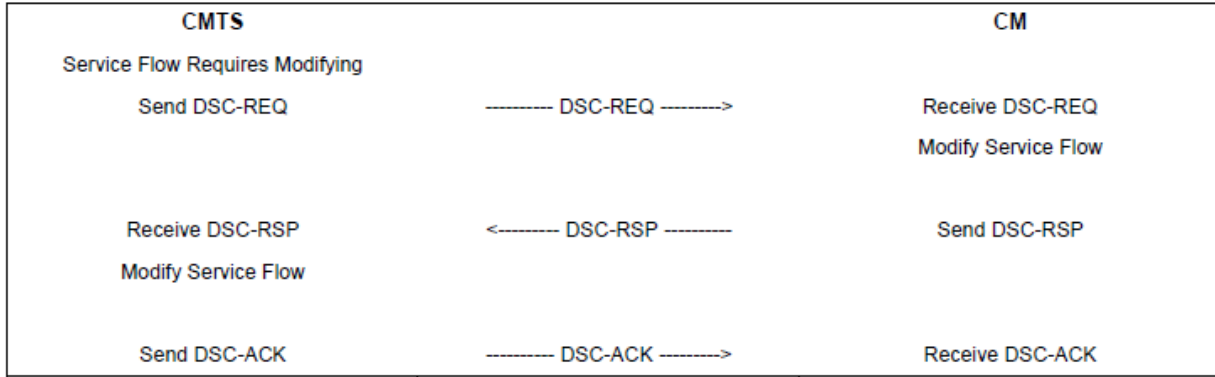 CMTS CM
Service Flow Requires Modifying
Send DSC-REQ ---------- DSC-REQ ---------> Receive DSC-REQ
Modify Service Flow
Receive DSC-RSP <--------- DSC-RSP ---------- Send DSC-RSP
Modify Service Flow
Send DSC-ACK ---------- DSC-ACK ---------> Receive DSC-ACK